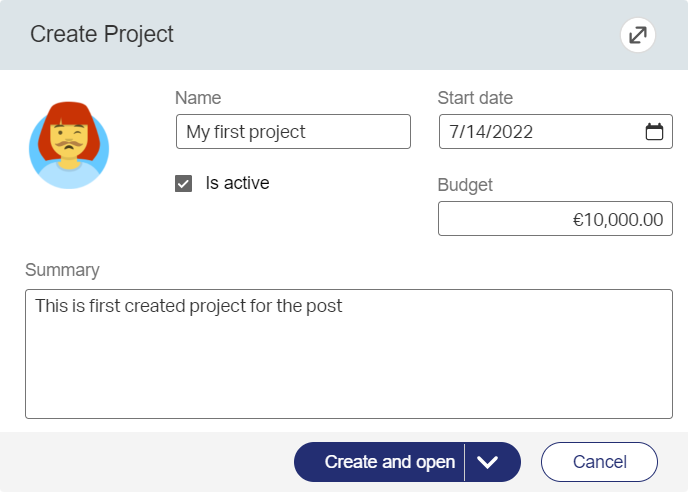 Create Project
Name
Start date
My first project
7/14/2022
Is active
Budget
€10,000.00
Summary
This is first created project for the post
Create and open
Cancel